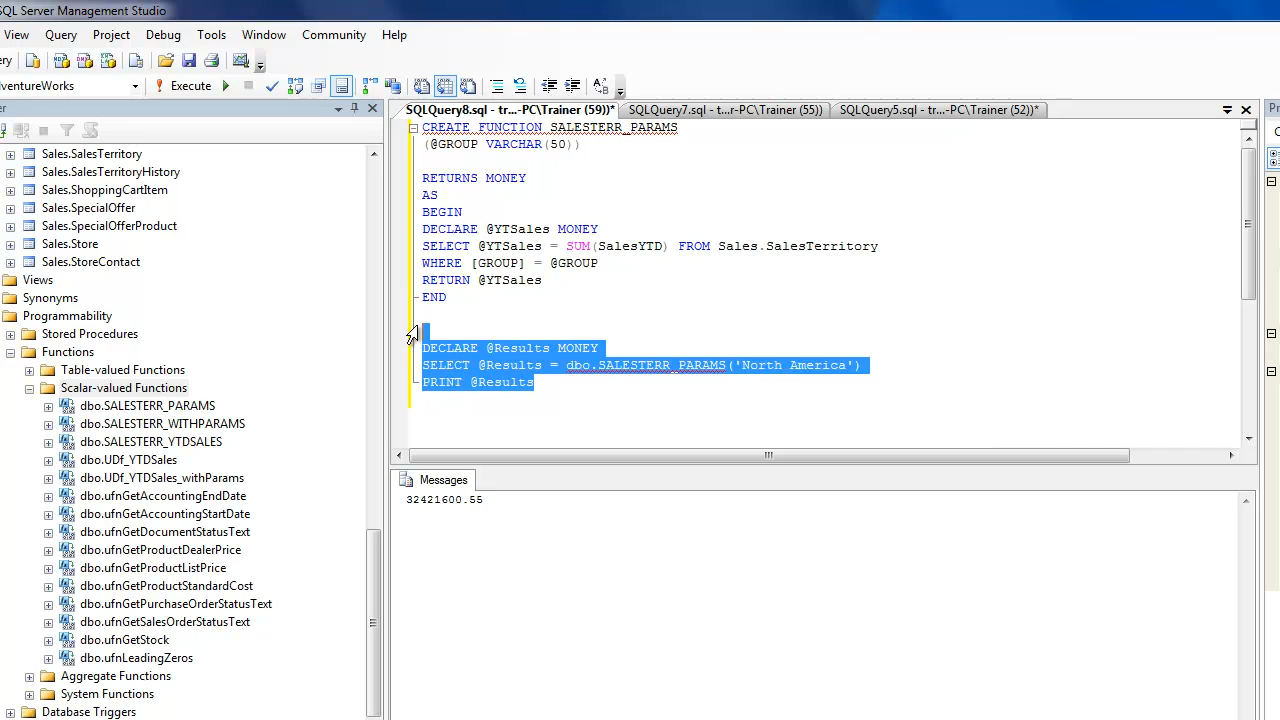 SQL Server Management Studio
View Query Project Debug Tools Window Community Help
Execute
SQLQuery8.sql - tr...-PC\Trainer (59))* SQLQuery7.sql - t...r-PC\Trainer (55)) SQLQuery5.sql - tr...-PC\Trainer (52))*
Sales.SalesTerritory
Sales.SalesTerritoryHistory
Sales.ShoppingCartItem
Sales.SpecialOffer
Sales.SpecialOfferProduct
Sales.Store
Sales.StoreContact
Views
Synonyms
Programmability
Stored Procedures
Functions
Table-valued Functions
Scalar-valued Functions
dbo.SALESTERR_PARAMS
dbo.SALESTERR_WITHPARAMS
dbo.SALESTERR_YTDSALES
dbo.UDf_YTDSales
dbo.UDf_YTDSales_withParams
dbo.ufnGetAccountingEndDate
dbo.ufnGetAccountingStartDate
dbo.ufnGetDocumentStatusText
dbo.ufnGetProductDealerPrice
dbo.ufnGetProductListPrice
dbo.ufnGetProductStandardCost
dbo.ufnGetPurchaseOrderStatusText
dbo.ufnGetSalesOrderStatusText
dbo.ufnGetStock
dbo.ufnLeadingZeros
Aggregate Functions
System Functions
Database Triggers
CREATE FUNCTION SALESTERR_PARAMS
(@GROUP VARCHAR(50))
RETURNS MONEY
AS
BEGIN
DECLARE @YTSales MONEY
SELECT @YTSales = SUM(SalesYTD) FROM Sales.SalesTerritory
WHERE [GROUP] = @GROUP
RETURN @YTSales
END
DECLARE @Results MONEY
SELECT @Results = dbo.SALESTERR_PARAMS('North America')
PRINT @Results
Messages
32421600.55